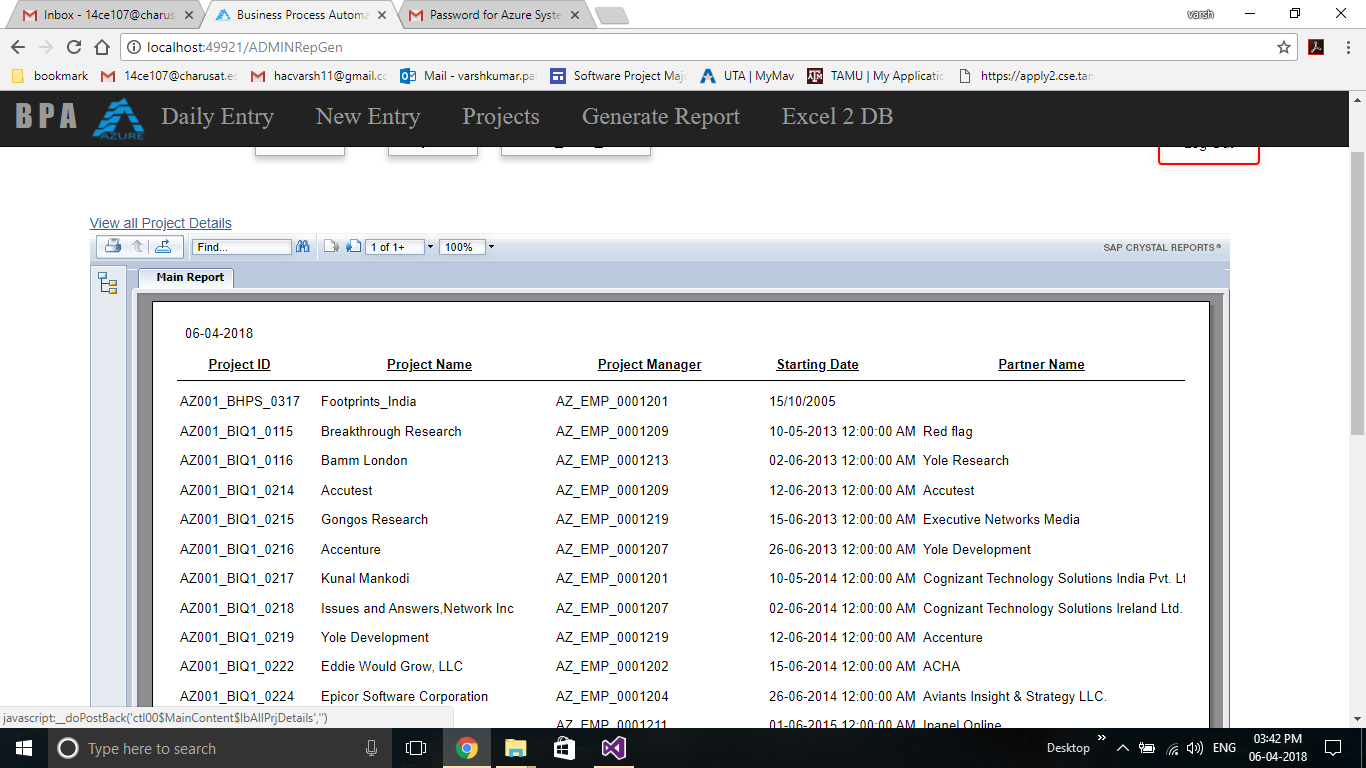 Inbox - 14ce107@charus
Business Process Automa
Password for Azure Syste
varsh
localhost:49921/ADMINRepGen
bookmark 14ce107@charusat.ec hacvarsh11@gmail.cc Mail - varshkumar.pa Software Project Majo UTA | MyMav TAMU | My Applicatic https://apply2.cse.tan
BPA AZURE Daily Entry New Entry Projects Generate Report Excel 2 DB
View all Project Details
Find... 1 of 1+ 100% SAP CRYSTAL REPORTS®
Main Report
06-04-2018
Project ID Project Name Project Manager Starting Date Partner Name
AZ001_BHPS_0317 Footprints_India AZ_EMP_0001201 15/10/2005
AZ001_BIQ1_0115 Breakthrough Research AZ_EMP_0001209 10-05-2013 12:00:00 AM Red flag
AZ001_BIQ1_0116 Bamm London AZ_EMP_0001213 02-06-2013 12:00:00 AM Yole Research
AZ001_BIQ1_0214 Accutest AZ_EMP_0001209 12-06-2013 12:00:00 AM Accutest
AZ001_BIQ1_0215 Gongos Research AZ_EMP_0001219 15-06-2013 12:00:00 AM Executive Networks Media
AZ001_BIQ1_0216 Accenture AZ_EMP_0001207 26-06-2013 12:00:00 AM Yole Development
AZ001_BIQ1_0217 Kunal Mankodi AZ_EMP_0001201 10-05-2014 12:00:00 AM Cognizant Technology Solutions India Pvt. Lt
AZ001_BIQ1_0218 Issues and Answers,Network Inc AZ_EMP_0001207 02-06-2014 12:00:00 AM Cognizant Technology Solutions Ireland Ltd.
AZ001_BIQ1_0219 Yole Development AZ_EMP_0001219 12-06-2014 12:00:00 AM Accenture
AZ001_BIQ1_0222 Eddie Would Grow, LLC AZ_EMP_0001202 15-06-2014 12:00:00 AM ACHA
AZ001_BIQ1_0224 Epicor Software Corporation AZ_EMP_0001204 26-06-2014 12:00:00 AM Aviants Insight & Strategy LLC.
AZ_EMP_0001211 01-06-2015 12:00:00 AM Ipanel Online
javascript:__doPostBack('ctl00$MainContent$lbAllPrjDetails','')
Type here to search Desktop ENG 03:42 PM
06-04-2018